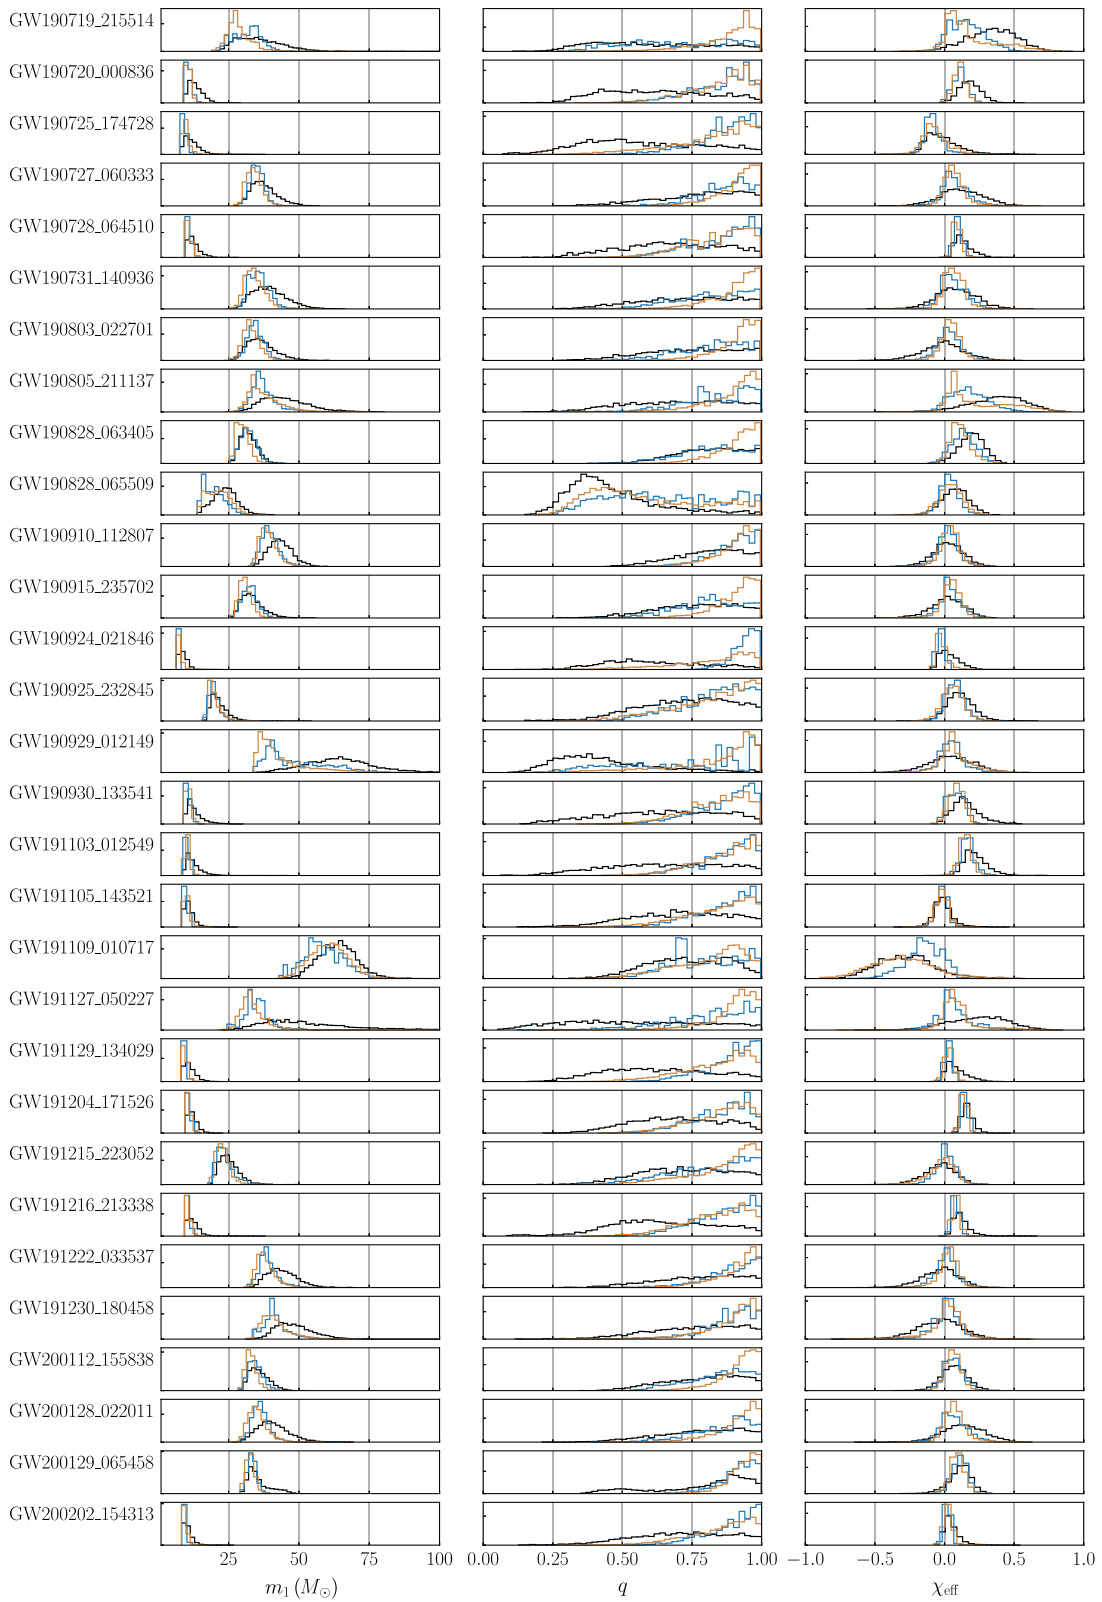 GW190719_215514
GW190720_000836
GW190725_174728
GW190727_060333
GW190728_064510
GW190731_140936
GW190803_022701
GW190805_211137
GW190828_063405
GW190828_065509
GW190910_112807
GW190915_235702
GW190924_021846
GW190925_232845
GW190929_012149
GW190930_133541
GW191103_012549
GW191105_143521
GW191109_010717
GW191127_050227
GW191129_134029
GW191204_171526
GW191215_223052
GW191216_213338
GW191222_033537
GW191230_180458
GW200112_155838
GW200128_022011
GW200129_065458
GW200202_154313
25 50 75 100 0.00 0.25 0.50 0.75 1.00 −1.0 −0.5 0.0 0.5 1.0
m₁ (M⊙) q χeff